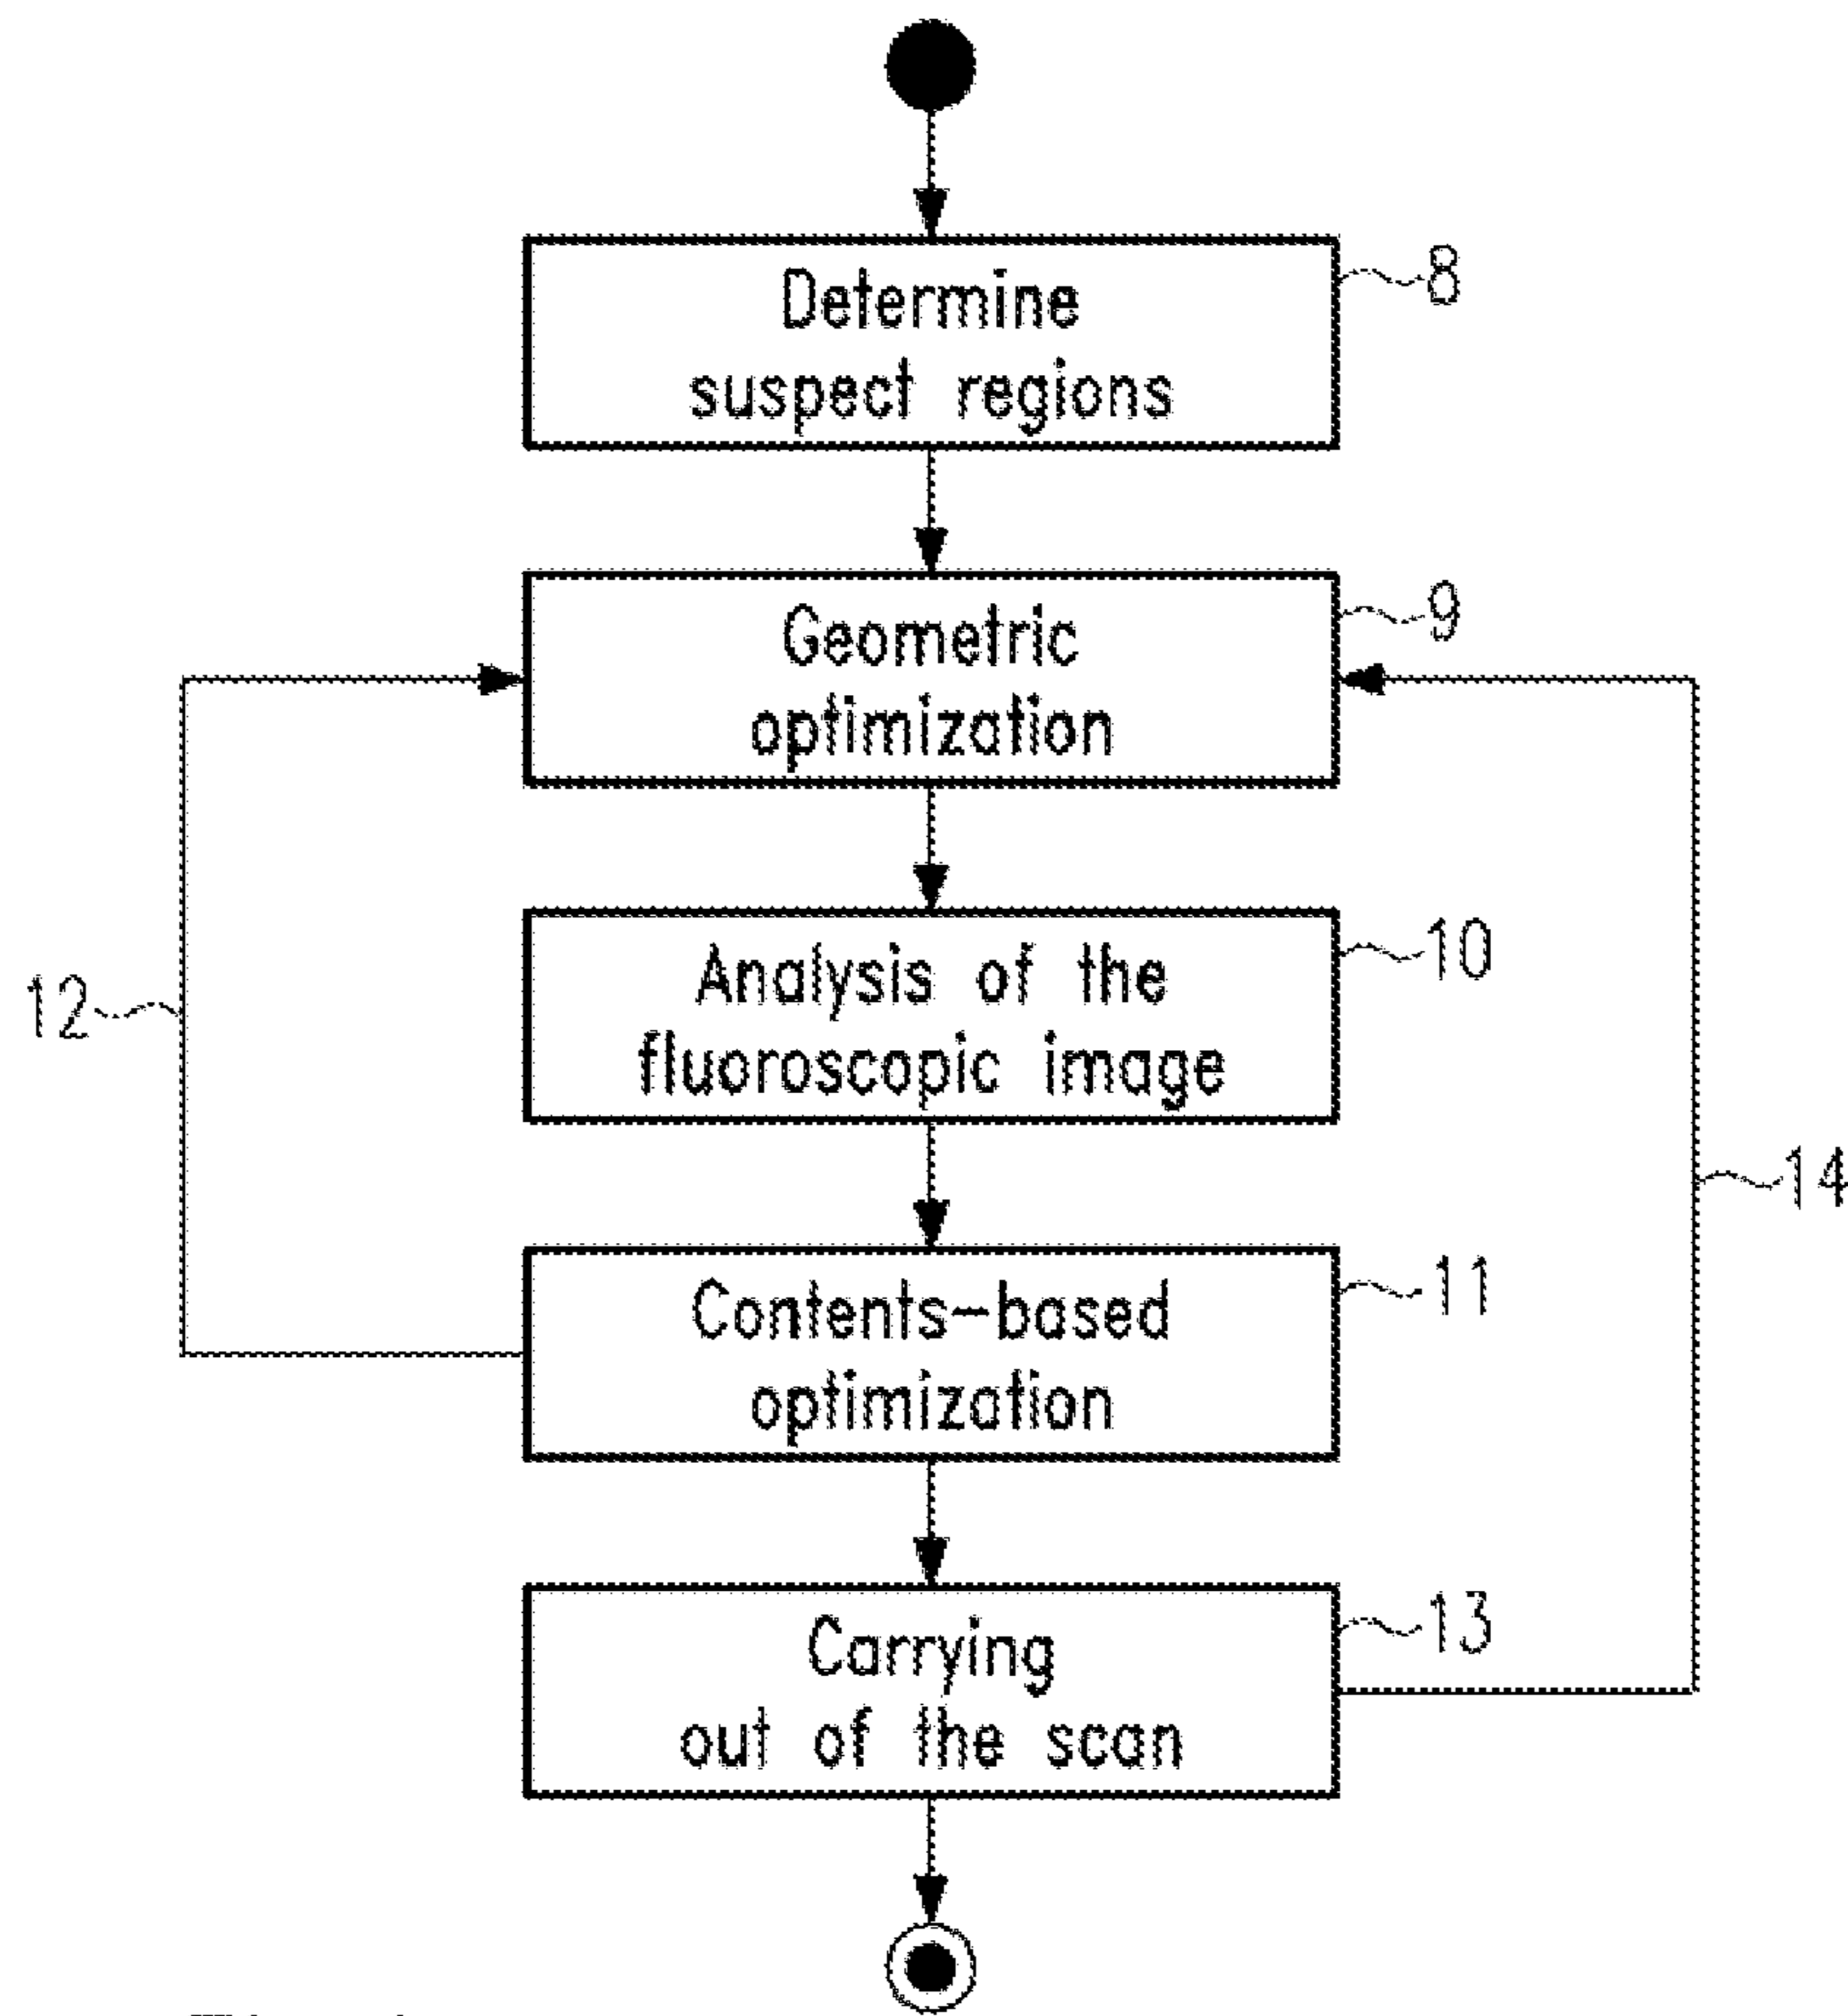 Determine
suspect regions
8
Geometric
optimization
9
Analysis of the
fluoroscopic image
10
12
14
Contents-based
optimization
11
Carrying
out of the scan
13